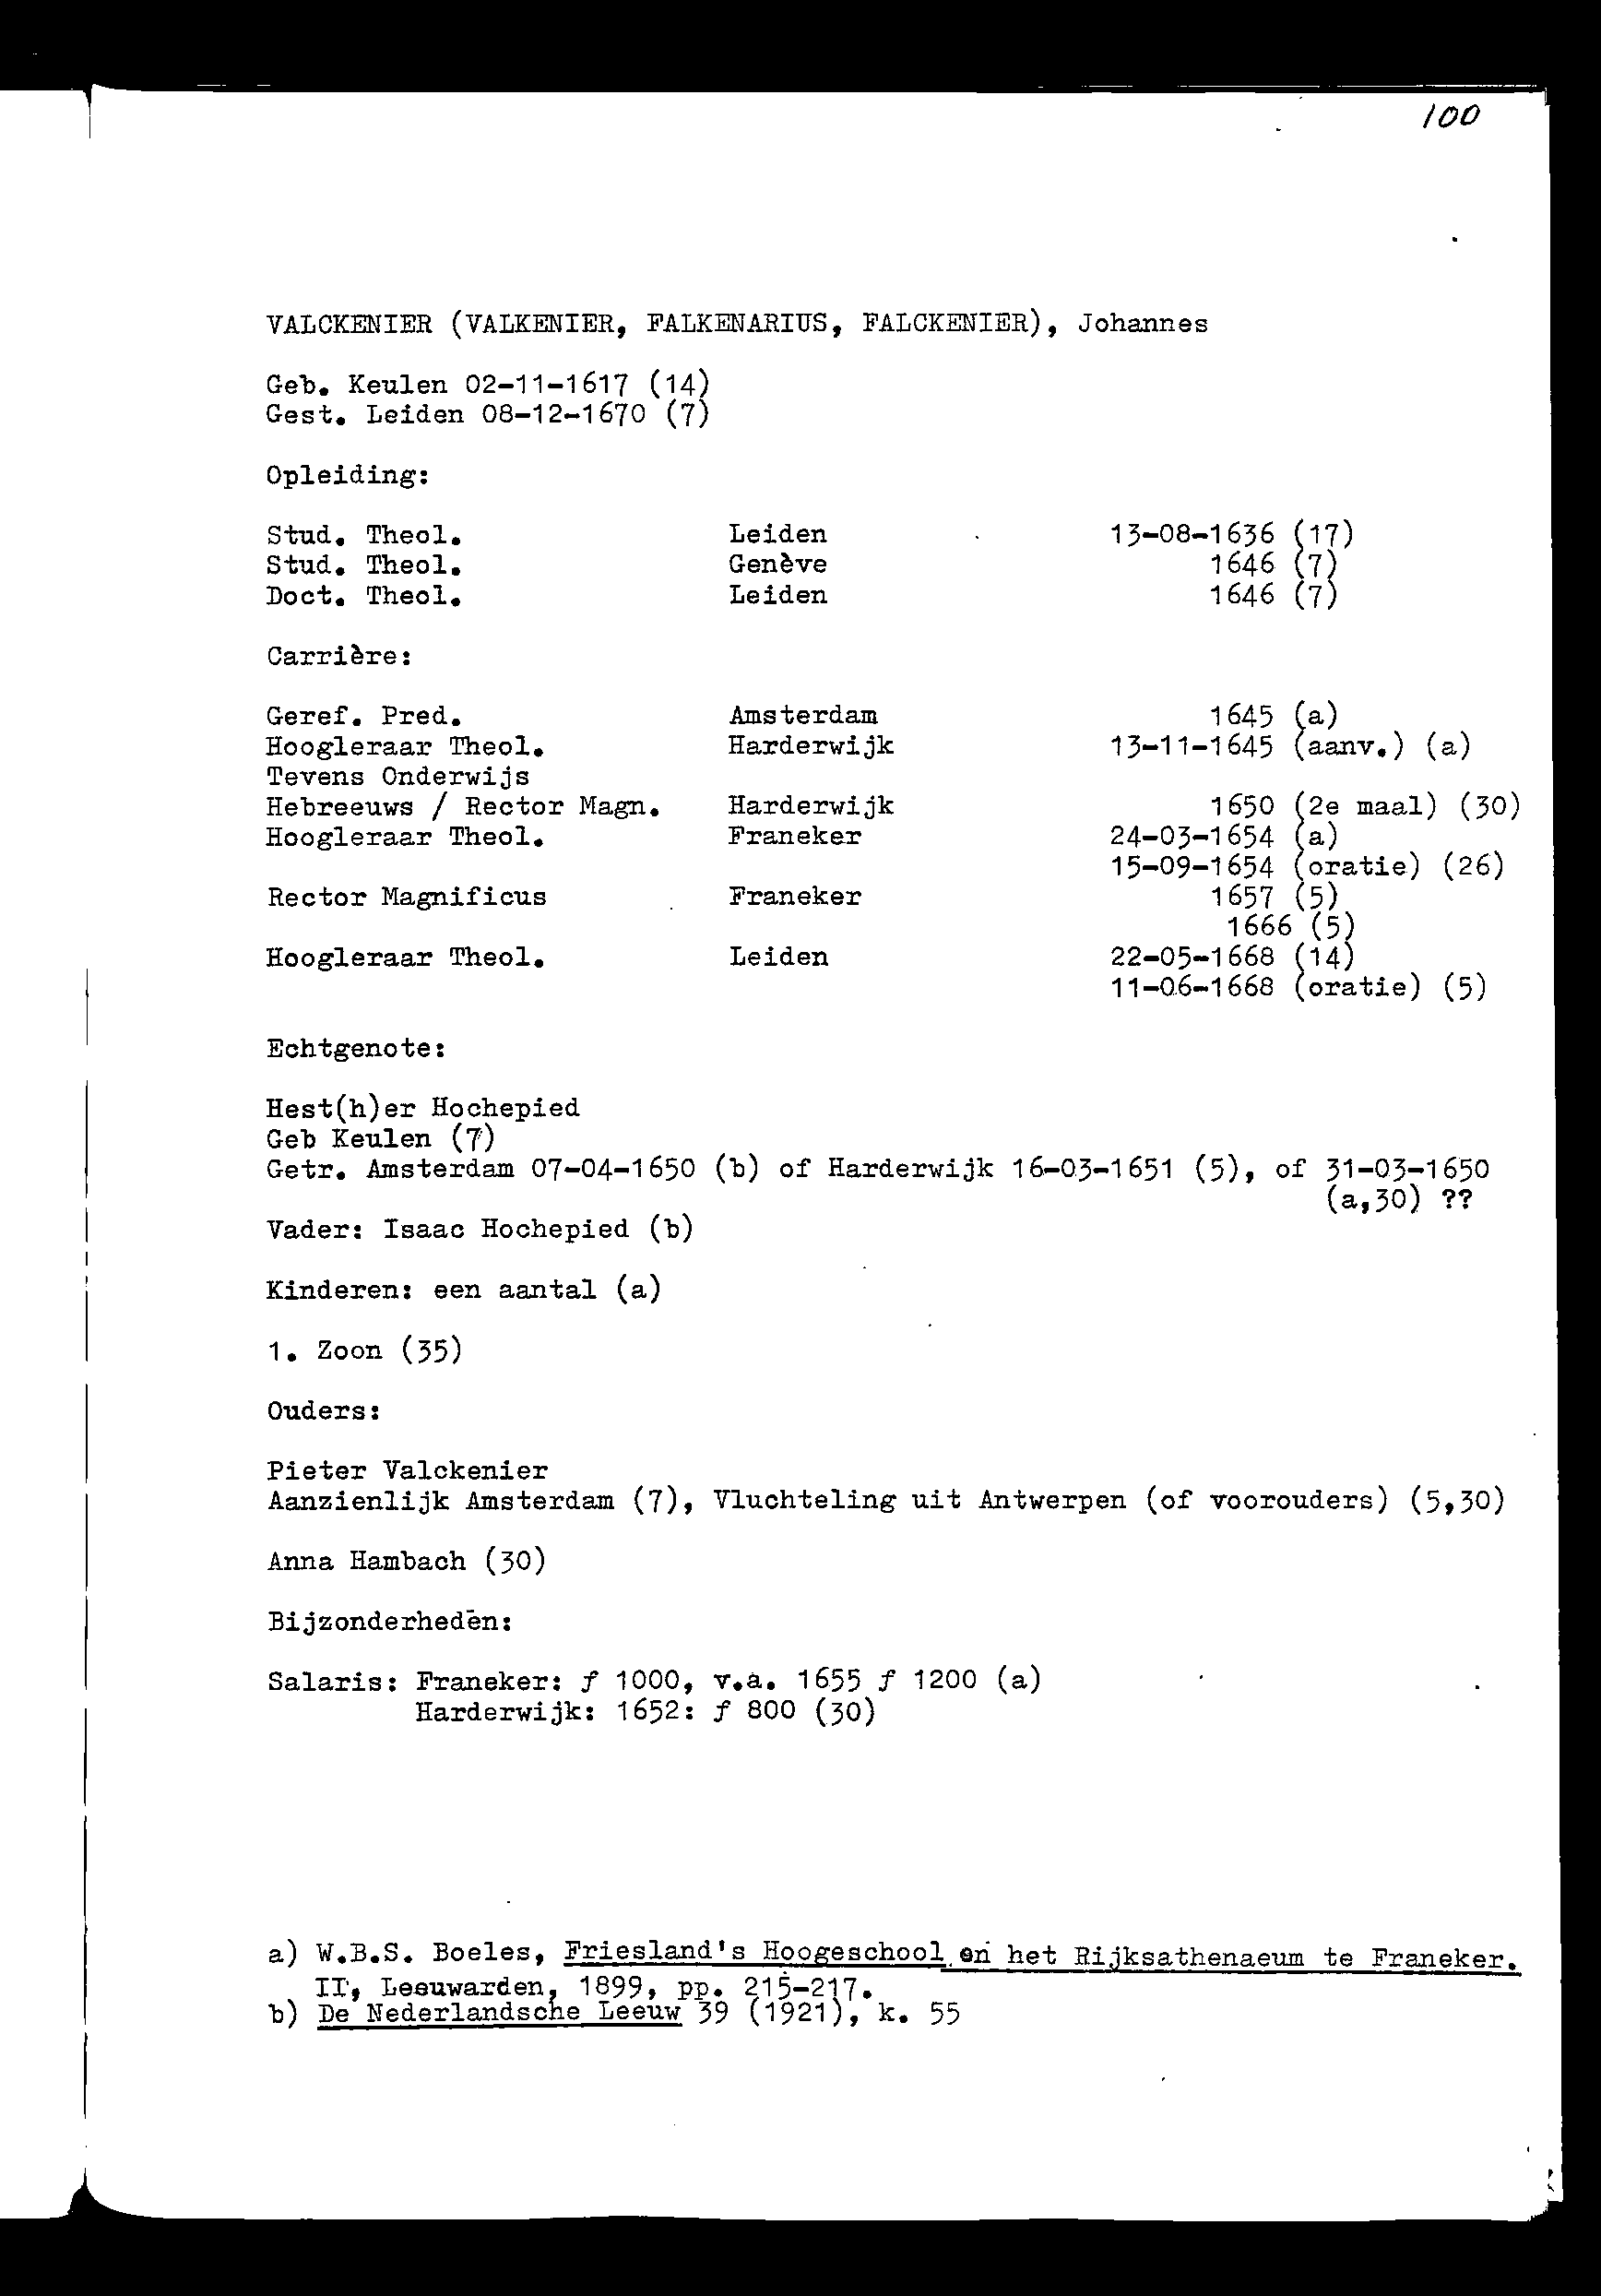 100
VALCKENIER (VALKENIER, FALKENARIUS, FALCKENIER), Johannes
Geb. Keulen 02-11-1617 (14)
Gest. Leiden 08-12-1670 (7)
Opleiding:
Stud. Theol. Leiden 13-08-1636 (17)
Stud. Theol. Genève 1646 (7)
Doct. Theol. Leiden 1646 (7)
Carrière:
Geref. Pred. Amsterdam 1645 (a)
Hoogleraar Theol. Harderwijk 13-11-1645 (aanv.) (a)
Tevens Onderwijs
Hebreeuws / Rector Magn. Harderwijk 1650 (2e maal) (30)
Hoogleraar Theol. Franeker 24-03-1654 (a)
15-09-1654 (oratie) (26)
Rector Magnificus Franeker 1657 (5)
1666 (5)
Hoogleraar Theol. Leiden 22-05-1668 (14)
11-06-1668 (oratie) (5)
Echtgenote:
Hest(h)er Hochepied
Geb Keulen (7)
Getr. Amsterdam 07-04-1650 (b) of Harderwijk 16-03-1651 (5), of 31-03-1650
(a,30) ??
Vader: Isaac Hochepied (b)
Kinderen: een aantal (a)
1. Zoon (35)
Ouders:
Pieter Valckenier
Aanzienlijk Amsterdam (7), Vluchteling uit Antwerpen (of voorouders) (5,30)
Anna Hambach (30)
Bijzonderheden:
Salaris: Franeker: ƒ 1000, v.a. 1655 ƒ 1200 (a)
Harderwijk: 1652: ƒ 800 (30)
a) W.B.S. Boeles, Friesland's Hoogeschool en het Rijksathenaeum te Franeker.
II, Leeuwarden, 1899, pp. 215-217.
b) De Nederlandsche Leeuw 39 (1921), k. 55